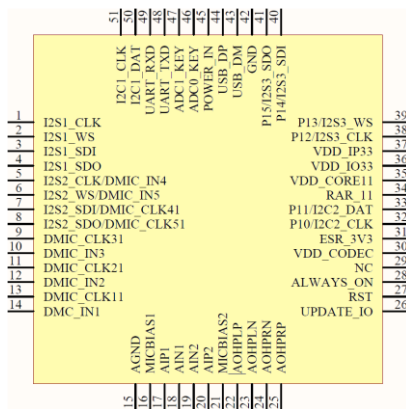 51 50 49 48 47 46 45 44 43 42 41 40
I2C1_CLK
I2C1_DAT
UART_RXD
UART_TXD
ADC1_KEY
ADC0_KEY
POWER_IN
USB_DP
USB_DM
GND
P15/I2S3_SDO
P14/I2S3_SDI
1 I2S1_CLK
2 I2S1_WS
3 I2S1_SDI
4 I2S1_SDO
5 I2S2_CLK/DMIC_IN4
6 I2S2_WS/DMIC_IN5
7 I2S2_SDI/DMIC_CLK41
8 I2S2_SDO/DMIC_CLK51
9 DMIC_CLK31
10 DMIC_IN3
11 DMIC_CLK21
12 DMIC_IN2
13 DMIC_CLK11
14 DMC_IN1
P13/I2S3_WS 39
P12/I2S3_CLK 38
VDD_IP33 37
VDD_IO33 36
VDD_CORE11 35
RAR_11 34
P11/I2C2_DAT 33
P10/I2C2_CLK 32
ESR_3V3 31
VDD_CODEC 30
NC 29
ALWAYS_ON 28
RST 27
UPDATE_IO 26
AGND
MICBIAS1
AIP1
AIN1
AIN2
AIP2
MICBIAS2
AOHPLP
AOHPLN
AOHPRN
AOHPRP
15 16 17 18 19 20 21 22 23 24 25